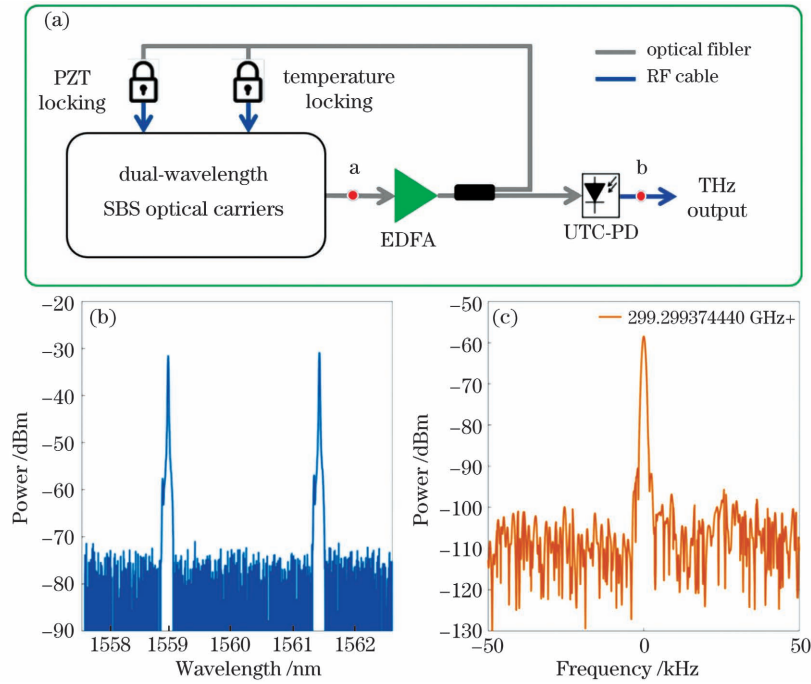 (a)
optical fibler
RF cable
PZT
locking
temperature
locking
dual-wavelength
SBS optical carriers
a
EDFA
UTC-PD
b
THz
output
(b)
Power /dBm
−20
−30
−40
−50
−60
−70
−80
−90
1558 1559 1560 1561 1562
Wavelength /nm
(c)
299.299374440 GHz+
Power /dBm
−50
−60
−70
−80
−90
−100
−110
−120
−130
−50 0 50
Frequency /kHz